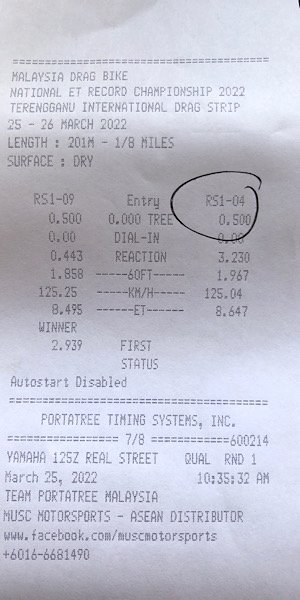 ========================================
MALAYSIA DRAG BIKE
NATIONAL ET RECORD CHAMPIONSHIP 2022
TERENGGANU INTERNATIONAL DRAG STRIP
25 - 26 MARCH 2022
LENGTH : 201M - 1/8 MILES
SURFACE : DRY
RS1-09 Entry RS1-04
0.500 0.000 TREE 0.500
0.00 DIAL-IN 0.00
0.443 REACTION 3.230
1.858 ------60FT------ 1.967
125.25 ------KM/H------ 125.04
8.495 -------ET------- 8.647
WINNER
2.939 FIRST
STATUS
Autostart Disabled
========================================
PORTATREE TIMING SYSTEMS, INC.
================= 7/8 ============600214
YAMAHA 125Z REAL STREET QUAL RND 1
March 25, 2022 10:35:32 AM
TEAM PORTATREE MALAYSIA
MUSC MOTORSPORTS - ASEAN DISTRIBUTOR
www.facebook.com/muscmotorsports
+6016-6681490